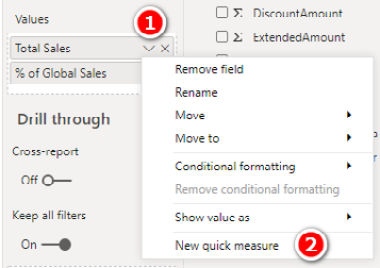 Values
1
Total Sales
% of Global Sales
Drill through
Cross-report
Off
Keep all filters
On
Σ DiscountAmount
Σ ExtendedAmount
Remove field
Rename
Move
Move to
Conditional formatting
Remove conditional formatting
Show value as
New quick measure
2